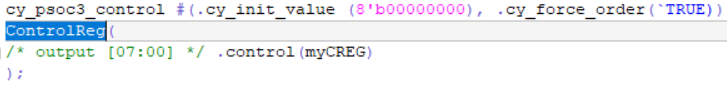 cy_psoc3_control #(.cy_init_value (8'b00000000), .cy_force_order(`TRUE))
ControlReg(
/* output [07:00] */ .control(myCREG)
);